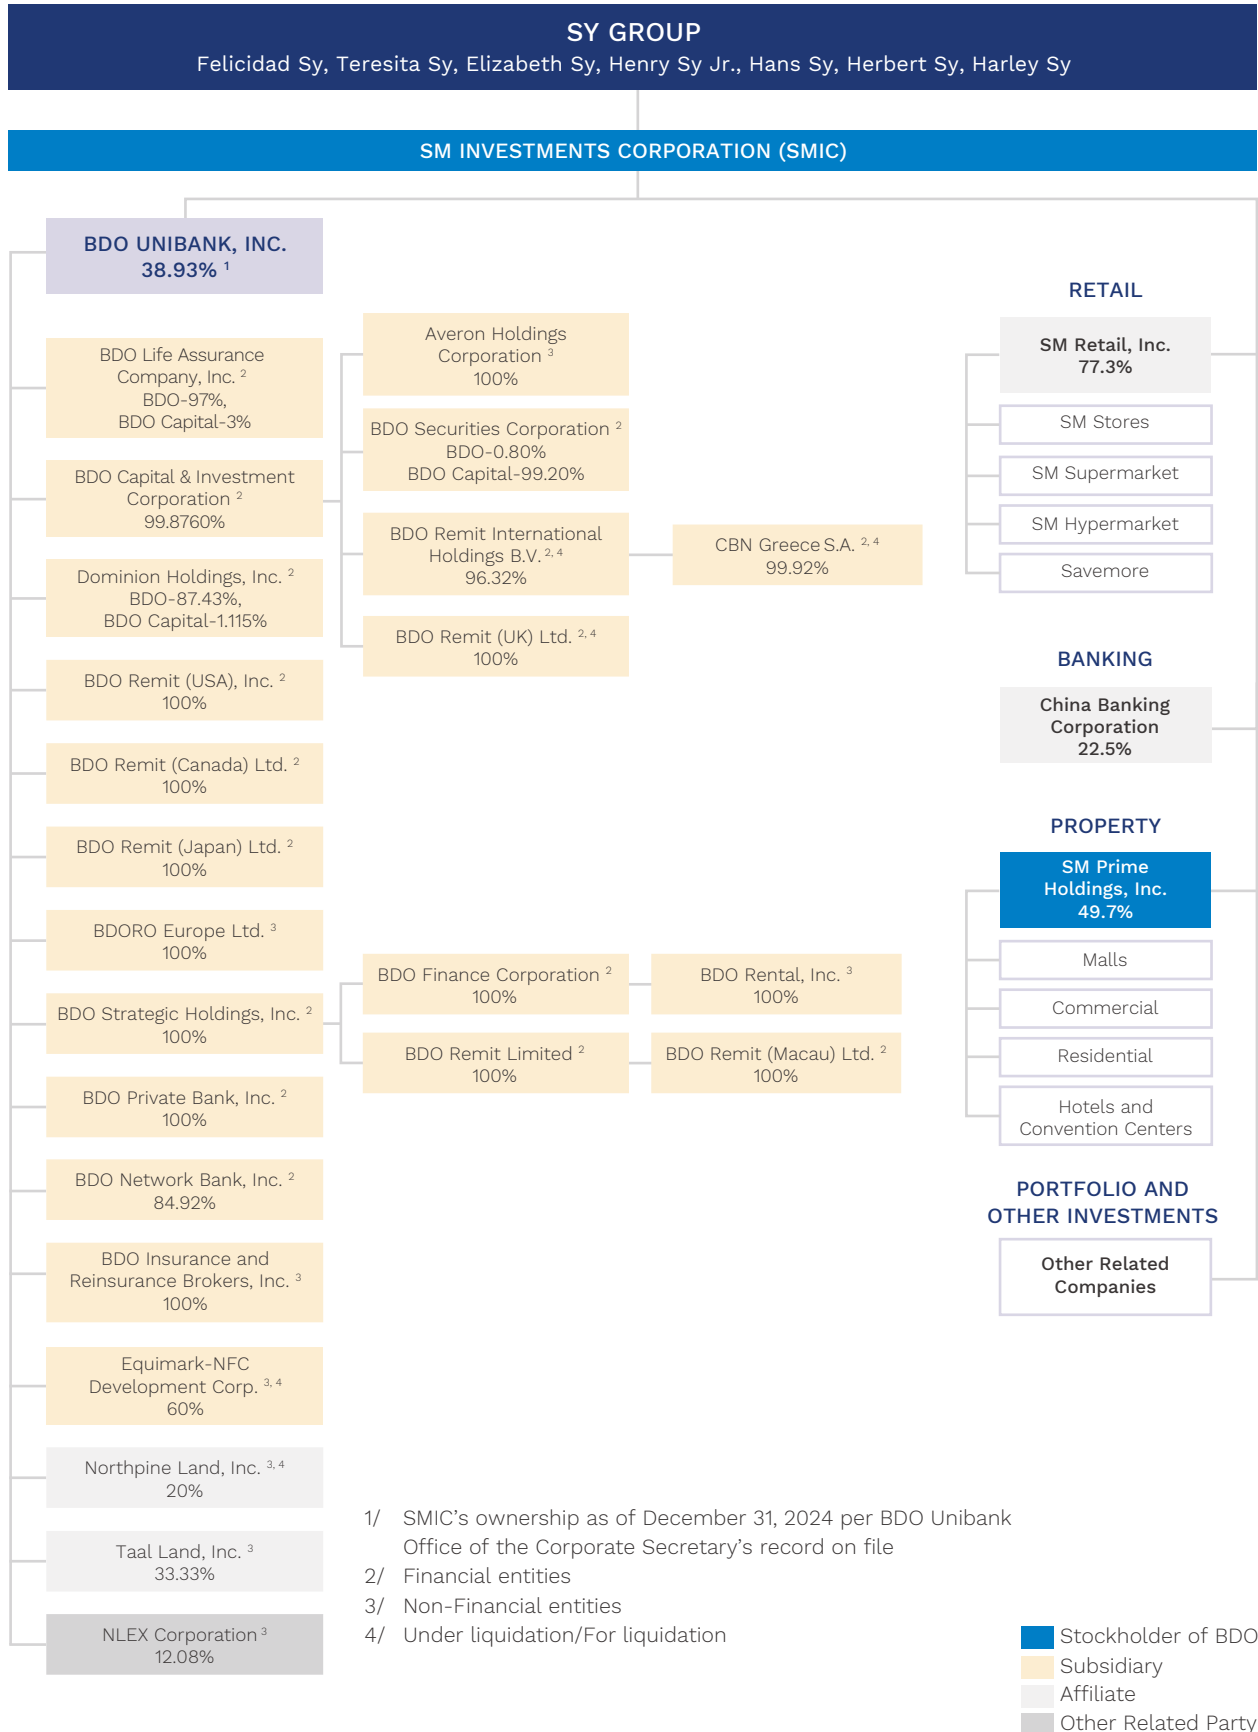 SY GROUP
Felicidad Sy, Teresita Sy, Elizabeth Sy, Henry Sy Jr., Hans Sy, Herbert Sy, Harley Sy
SM INVESTMENTS CORPORATION (SMIC)
BDO UNIBANK, INC.
38.93% 1
BDO Life Assurance
Company, Inc. 2
BDO-97%,
BDO Capital-3%
BDO Capital & Investment
Corporation 2
99.8760%
Dominion Holdings, Inc. 2
BDO-87.43%,
BDO Capital-1.115%
BDO Remit (USA), Inc. 2
100%
BDO Remit (Canada) Ltd. 2
100%
BDO Remit (Japan) Ltd. 2
100%
BDORO Europe Ltd. 3
100%
BDO Strategic Holdings, Inc. 2
100%
BDO Private Bank, Inc. 2
100%
BDO Network Bank, Inc. 2
84.92%
BDO Insurance and
Reinsurance Brokers, Inc. 3
100%
Equimark-NFC
Development Corp. 3, 4
60%
Northpine Land, Inc. 3, 4
20%
Taal Land, Inc. 3
33.33%
NLEX Corporation 3
12.08%
Averon Holdings
Corporation 3
100%
BDO Securities Corporation 2
BDO-0.80%
BDO Capital-99.20%
BDO Remit International
Holdings B.V. 2, 4
96.32%
BDO Remit (UK) Ltd. 2, 4
100%
CBN Greece S.A. 2, 4
99.92%
BDO Finance Corporation 2
100%
BDO Rental, Inc. 3
100%
BDO Remit Limited 2
100%
BDO Remit (Macau) Ltd. 2
100%
RETAIL
SM Retail, Inc.
77.3%
SM Stores
SM Supermarket
SM Hypermarket
Savemore
BANKING
China Banking
Corporation
22.5%
PROPERTY
SM Prime
Holdings, Inc.
49.7%
Malls
Commercial
Residential
Hotels and
Convention Centers
PORTFOLIO AND
OTHER INVESTMENTS
Other Related
Companies
1/ SMIC’s ownership as of December 31, 2024 per BDO Unibank
Office of the Corporate Secretary’s record on file
2/ Financial entities
3/ Non-Financial entities
4/ Under liquidation/For liquidation
Stockholder of BDO
Subsidiary
Affiliate
Other Related Party